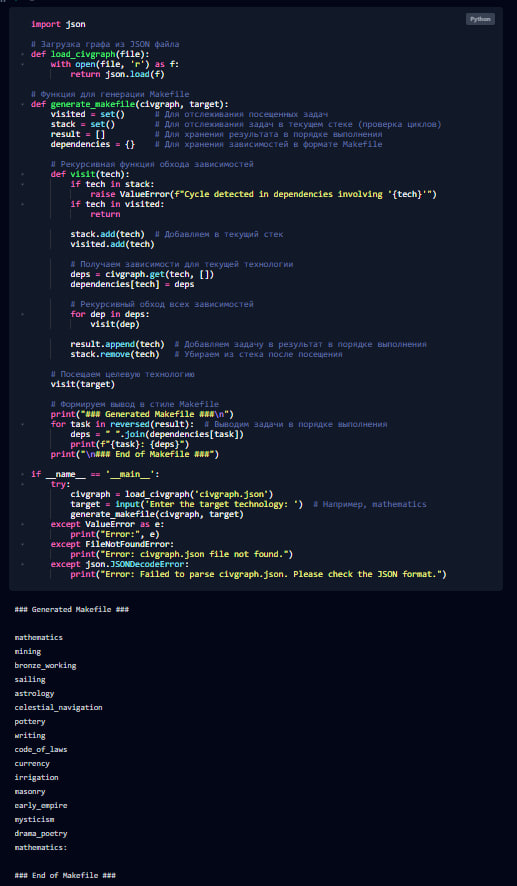 Python
import json
# Загрузка графа из JSON файла
def load_civgraph(file):
    with open(file, 'r') as f:
        return json.load(f)
# Функция для генерации Makefile
def generate_makefile(civgraph, target):
    visited = set()      # Для отслеживания посещенных задач
    stack = set()        # Для отслеживания задач в текущем стеке (проверка циклов)
    result = []          # Для хранения результата в порядке выполнения
    dependencies = {}    # Для хранения зависимостей в формате Makefile
    # Рекурсивная функция обхода зависимостей
    def visit(tech):
        if tech in stack:
            raise ValueError(f"Cycle detected in dependencies involving '{tech}'")
        if tech in visited:
            return
        stack.add(tech)  # Добавляем в текущий стек
        visited.add(tech)
        # Получаем зависимости для текущей технологии
        deps = civgraph.get(tech, [])
        dependencies[tech] = deps
        # Рекурсивный обход всех зависимостей
        for dep in deps:
            visit(dep)
        result.append(tech)  # Добавляем задачу в результат в порядке выполнения
        stack.remove(tech)   # Убираем из стека после посещения
    # Посещаем целевую технологию
    visit(target)
    # Формируем вывод в стиле Makefile
    print("### Generated Makefile ###\n")
    for task in reversed(result):  # Выводим задачи в порядке выполнения
        deps = " ".join(dependencies[task])
        print(f"{task}: {deps}")
    print("\n### End of Makefile ###")
if __name__ == '__main__':
    try:
        civgraph = load_civgraph('civgraph.json')
        target = input('Enter the target technology: ')  # Например, mathematics
        generate_makefile(civgraph, target)
    except ValueError as e:
        print("Error:", e)
    except FileNotFoundError:
        print("Error: civgraph.json file not found.")
    except json.JSONDecodeError:
        print("Error: Failed to parse civgraph.json. Please check the JSON format.")
### Generated Makefile ###
mathematics
mining
bronze_working
sailing
astrology
celestial_navigation
pottery
writing
code_of_laws
currency
irrigation
masonry
early_empire
mysticism
drama_poetry
mathematics:
### End of Makefile ###